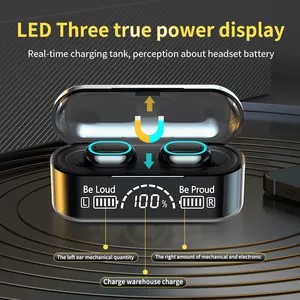 LED Three true power display
Real-time charging tank, perception about headset battery
Be Loud Be Proud
L 100% R
The left ear mechanical quantity The right amount of mechanical and electronic
Charge warehouse charge